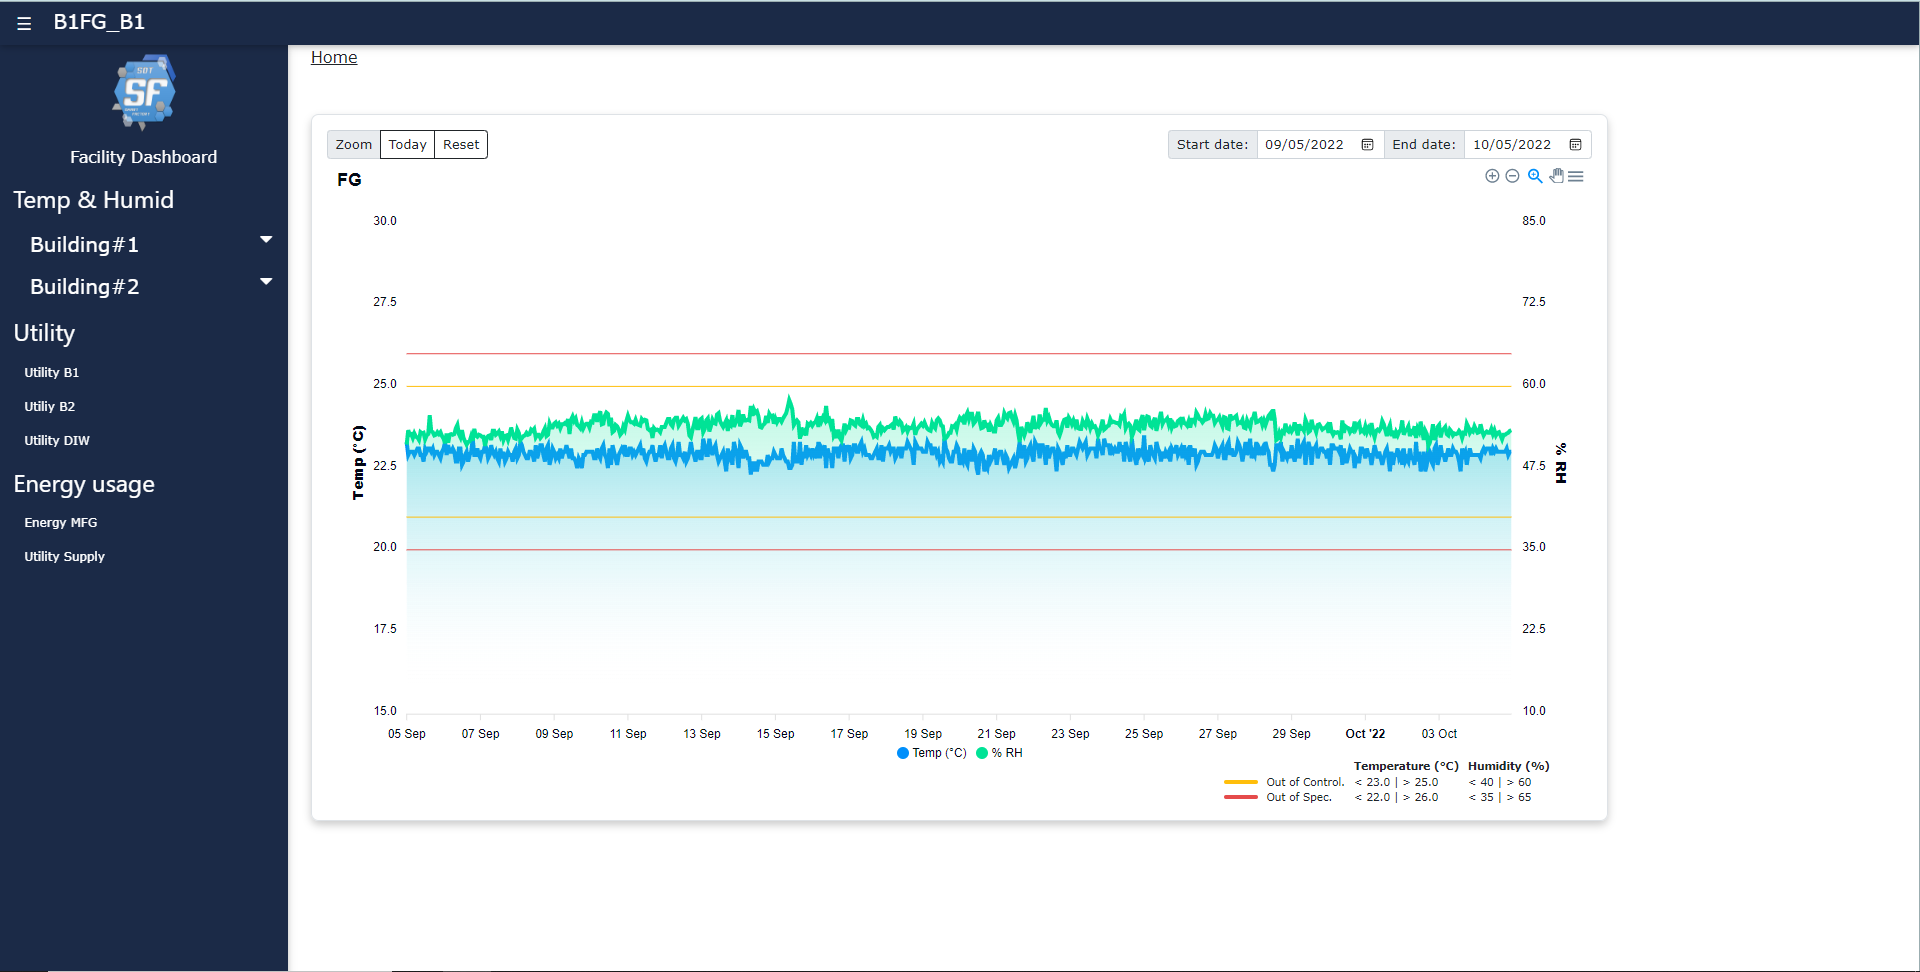 ☰ B1FG_B1
S01
SF
SMART
FACTORY
Facility Dashboard
Temp & Humid
Building#1
Building#2
Utility
Utility B1
Utiliy B2
Utility DIW
Energy usage
Energy MFG
Utility Supply
Home
Zoom Today Reset
Start date: 09/05/2022 End date: 10/05/2022
FG
30.0 85.0
27.5 72.5
25.0 60.0
22.5 47.5
20.0 35.0
17.5 22.5
15.0 10.0
Temp (°C)
% RH
05 Sep 07 Sep 09 Sep 11 Sep 13 Sep 15 Sep 17 Sep 19 Sep 21 Sep 23 Sep 25 Sep 27 Sep 29 Sep Oct '22 03 Oct
Temp (°C) % RH
Temperature (°C) Humidity (%)
Out of Control. < 23.0 | > 25.0 < 40 | > 60
Out of Spec. < 22.0 | > 26.0 < 35 | > 65